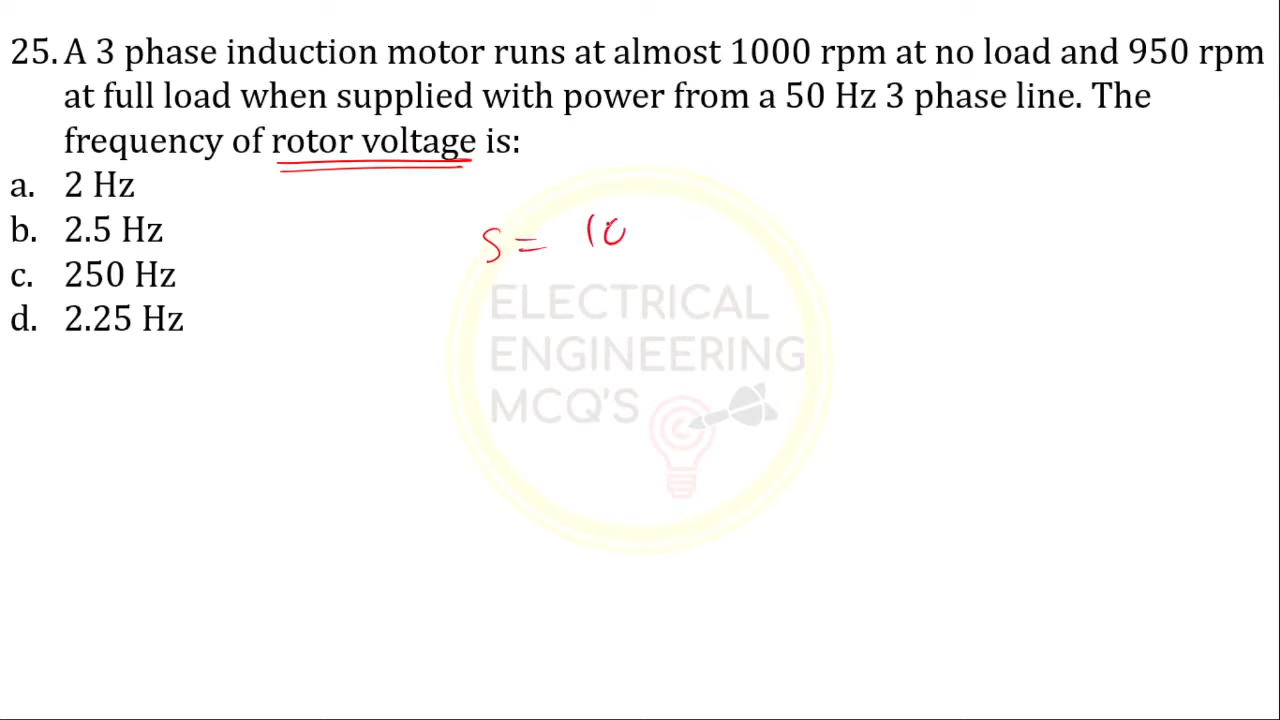 25. A 3 phase induction motor runs at almost 1000 rpm at no load and 950 rpm
at full load when supplied with power from a 50 Hz 3 phase line. The
frequency of rotor voltage is:
a. 2 Hz
b. 2.5 Hz
c. 250 Hz
d. 2.25 Hz
S = 10
ELECTRICAL
ENGINEERING
MCQ'S